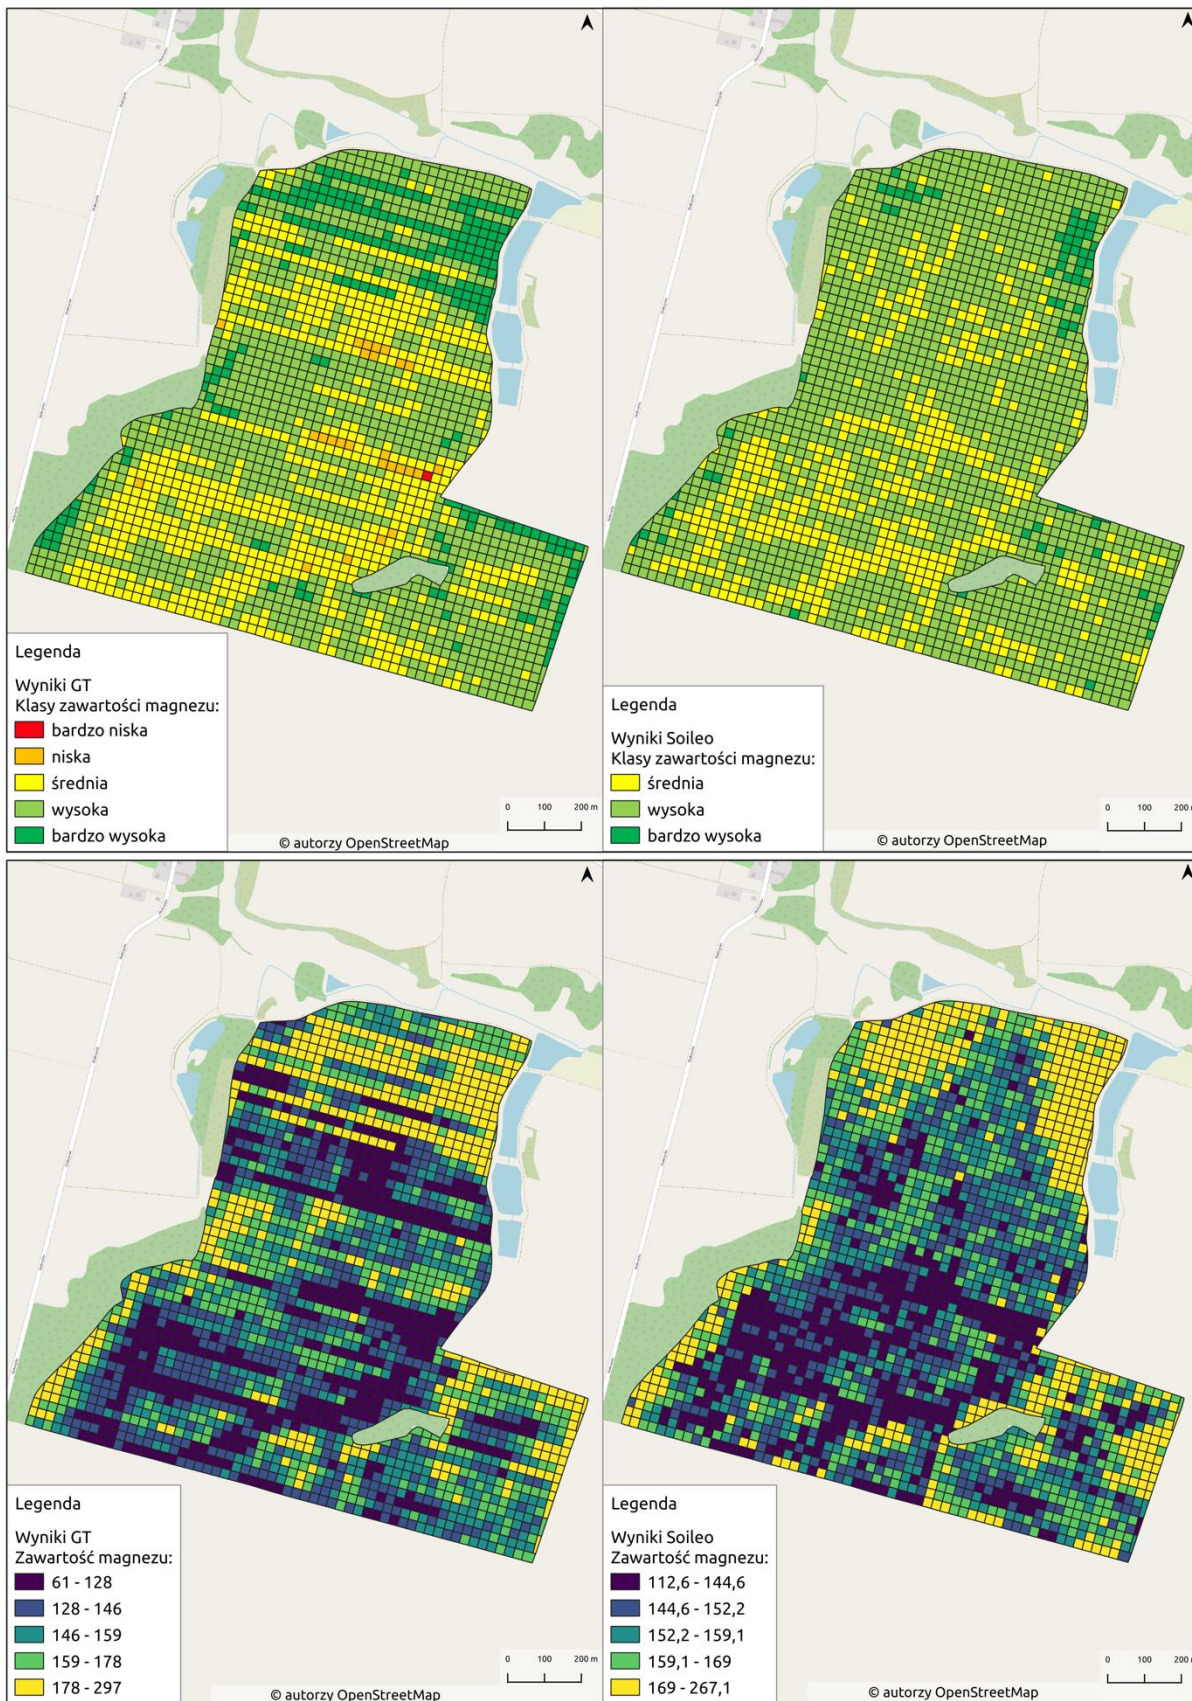 Legenda
Wyniki GT
Klasy zawartości magnezu:
bardzo niska
niska
średnia
wysoka
bardzo wysoka
0 100 200 m
© autorzy OpenStreetMap
Legenda
Wyniki Soileo
Klasy zawartości magnezu:
średnia
wysoka
bardzo wysoka
0 100 200 m
© autorzy OpenStreetMap
Legenda
Wyniki GT
Zawartość magnezu:
61 - 128
128 - 146
146 - 159
159 - 178
178 - 297
0 100 200 m
© autorzy OpenStreetMap
Legenda
Wyniki Soileo
Zawartość magnezu:
112,6 - 144,6
144,6 - 152,2
152,2 - 159,1
159,1 - 169
169 - 267,1
0 100 200 m
© autorzy OpenStreetMap